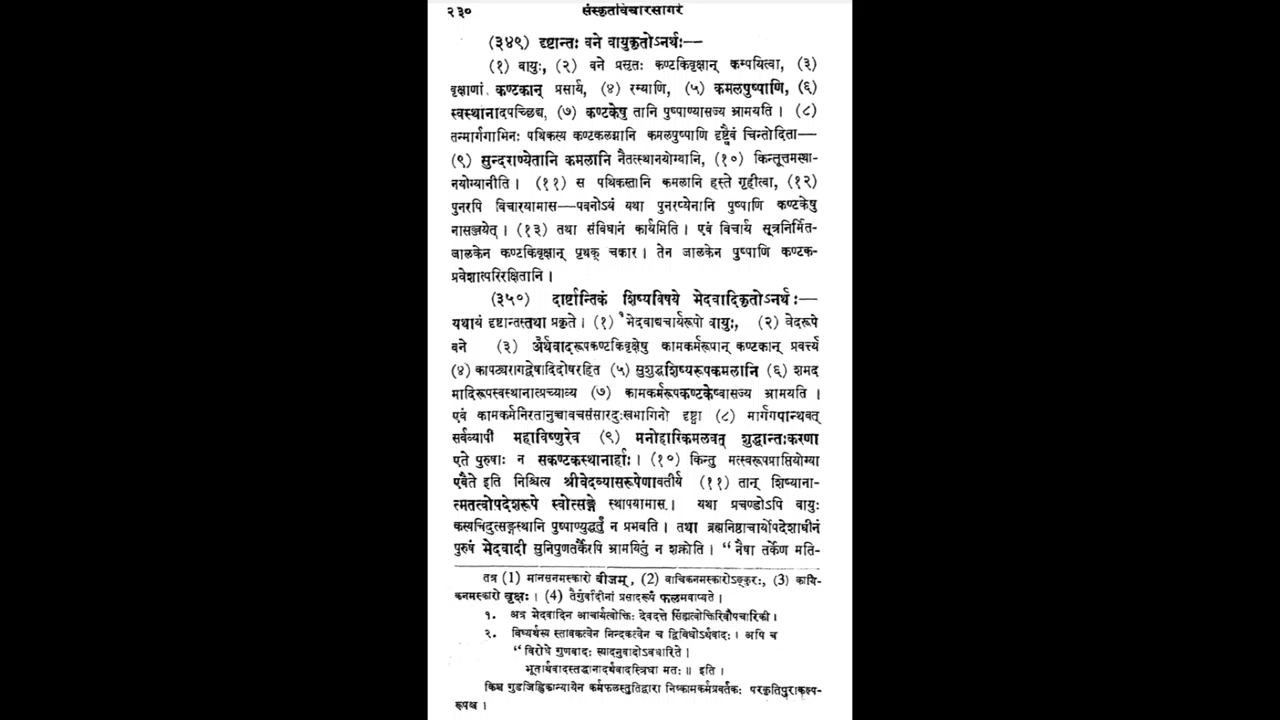 २३० संस्कृतविचारसागरे
(३४९) दृष्टान्तः वने वायुकृतोऽनर्थः—
(१) वायुः, (२) वने प्रसृतः कण्टकिवृक्षान् कम्पयित्वा, (३)
वृक्षाणां कण्टकान् प्रसार्य, (४) रम्याणि, (५) कमलपुष्पाणि, (६)
स्वस्थानादपच्छिद्य, (७) कण्टकेषु तानि पुष्पाण्यासज्य भ्रामयति । (८)
तन्मार्गगामिनः पथिकस्य कण्टकलग्नानि कमलपुष्पाणि दृष्ट्वैवं चिन्तोदिता—
(९) सुन्दराण्येतानि कमलानि नैतत्स्थानयोग्यानि, (१०) किन्तूत्तमस्था-
नयोग्यानीति । (११) स पथिकस्तानि कमलानि हस्ते गृहीत्वा, (१२)
पुनरपि विचारयामास—पवनोऽयं यथा पुनरप्येनानि पुष्पाणि कण्टकेषु
नासञ्जयेत् । (१३) तथा संविधानं कार्यमिति । एवं विचार्य सूत्रनिर्मित-
जालकेन कण्टकिवृक्षान् पृथक् चकार । तेन जालकेन पुष्पाणि कण्टक-
प्रवेशात्परिरक्षितानि ।
(३५०) दार्ष्टान्तिकं शिष्यविषये भेदवादिकृतोऽनर्थः—
यथायं दृष्टान्तस्तथा प्रकृते । (१) १भेदवाद्याचार्यरूपो वायुः, (२) वेदरूपे
वने (३) २अर्थवादरूपकण्टकिवृक्षेषु कामकर्मरूपान् कण्टकान् प्रवर्त्त्य
(४) कापट्यरागद्वेषादिदोषरहित (५) सुशुद्धशिष्यरूपकमलानि (६) शमद
मादिरूपस्वस्थानात्प्रच्याव्य (७) कामकर्मरूपकण्टकेष्वासज्य भ्रामयति ।
एवं कामकर्मनिरतानुच्चावचसंसारदुःखभागिनो दृष्ट्वा (८) मार्गगपान्थवत्
सर्वव्यापी महाविष्णुरेव (९) मनोहारिकमलवत् शुद्धान्तःकरणा
एते पुरुषाः न सकण्टकस्थानार्हाः । (१०) किन्तु मत्स्वरूपप्राप्तियोग्या
एवैते इति निश्चित्य श्रीवेदव्यासरूपेणावतीर्य (११) तान् शिष्याना-
त्मतत्वोपदेशरूपे स्वोत्सङ्गे स्थापयामास । यथा प्रचण्डोऽपि वायुः
कस्यचिदुत्सङ्गस्थानि पुष्पाण्युद्धर्तुं न प्रभवति । तथा ब्रह्मनिष्ठाचार्योपदेशाधीनं
पुरुषं भेदवादी सुनिपुणतर्कैरपि भ्रामयितुं न शक्नोति । “ नैषा तर्केण मति-
तत्र (1) मानसनमस्कारो बीजम्, (2) वाचिकनमस्कारोऽङ्कुरः, (3) कायि-
कनमस्कारो वृक्षः । (4) तैर्गुर्वादीनां प्रसादरूपं फलमवाप्यते ।
१. अत्र भेदवादिन आचार्यत्वोक्तिः देवदत्ते सिंहत्वोक्तिरिवौपचारिकी ।
२. विध्यर्थस्य स्तावकत्वेन निन्दकत्वेन च द्विविधोऽर्थवादः । अपि च
“ विरोधे गुणवादः स्यादनुवादोऽवधारिते ।
भूतार्थवादस्तद्धानादर्थवादस्त्रिधा मतः ॥ इति ।
किञ्च गुडजिह्विकान्यायेन कर्मफलस्तुतिद्वारा निष्कामकर्मप्रवर्तकः परकृतिपुराकल्प-
रूपश्च ।